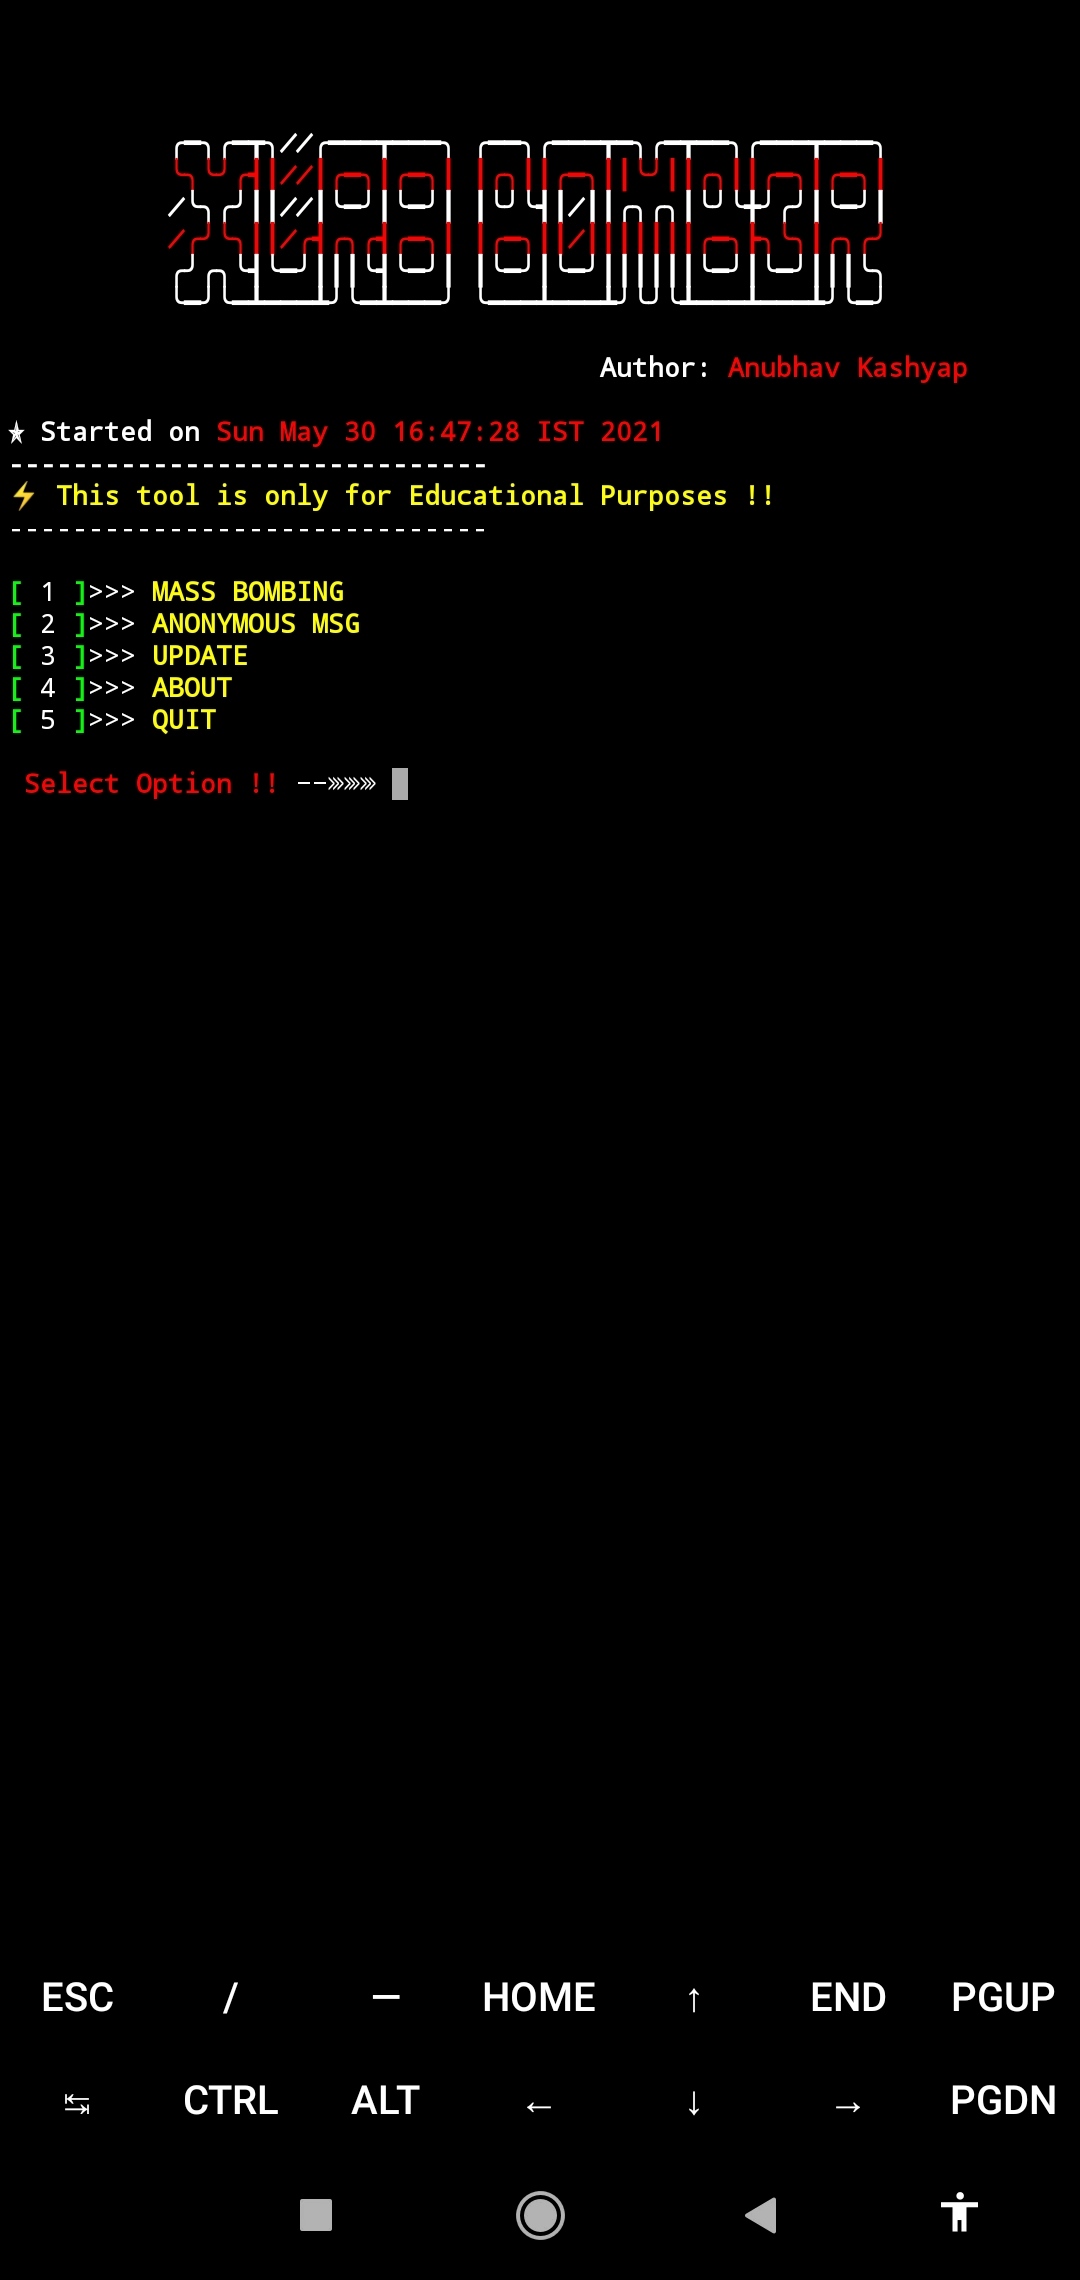 Author: Anubhav Kashyap
★ Started on Sun May 30 16:47:28 IST 2021
------------------------------
⚡ This tool is only for Educational Purposes !!
------------------------------
[ 1 ]>>> MASS BOMBING
[ 2 ]>>> ANONYMOUS MSG
[ 3 ]>>> UPDATE
[ 4 ]>>> ABOUT
[ 5 ]>>> QUIT
Select Option !! --⋙⋙
ESC / — HOME ↑ END PGUP
↹ CTRL ALT ← ↓ → PGDN